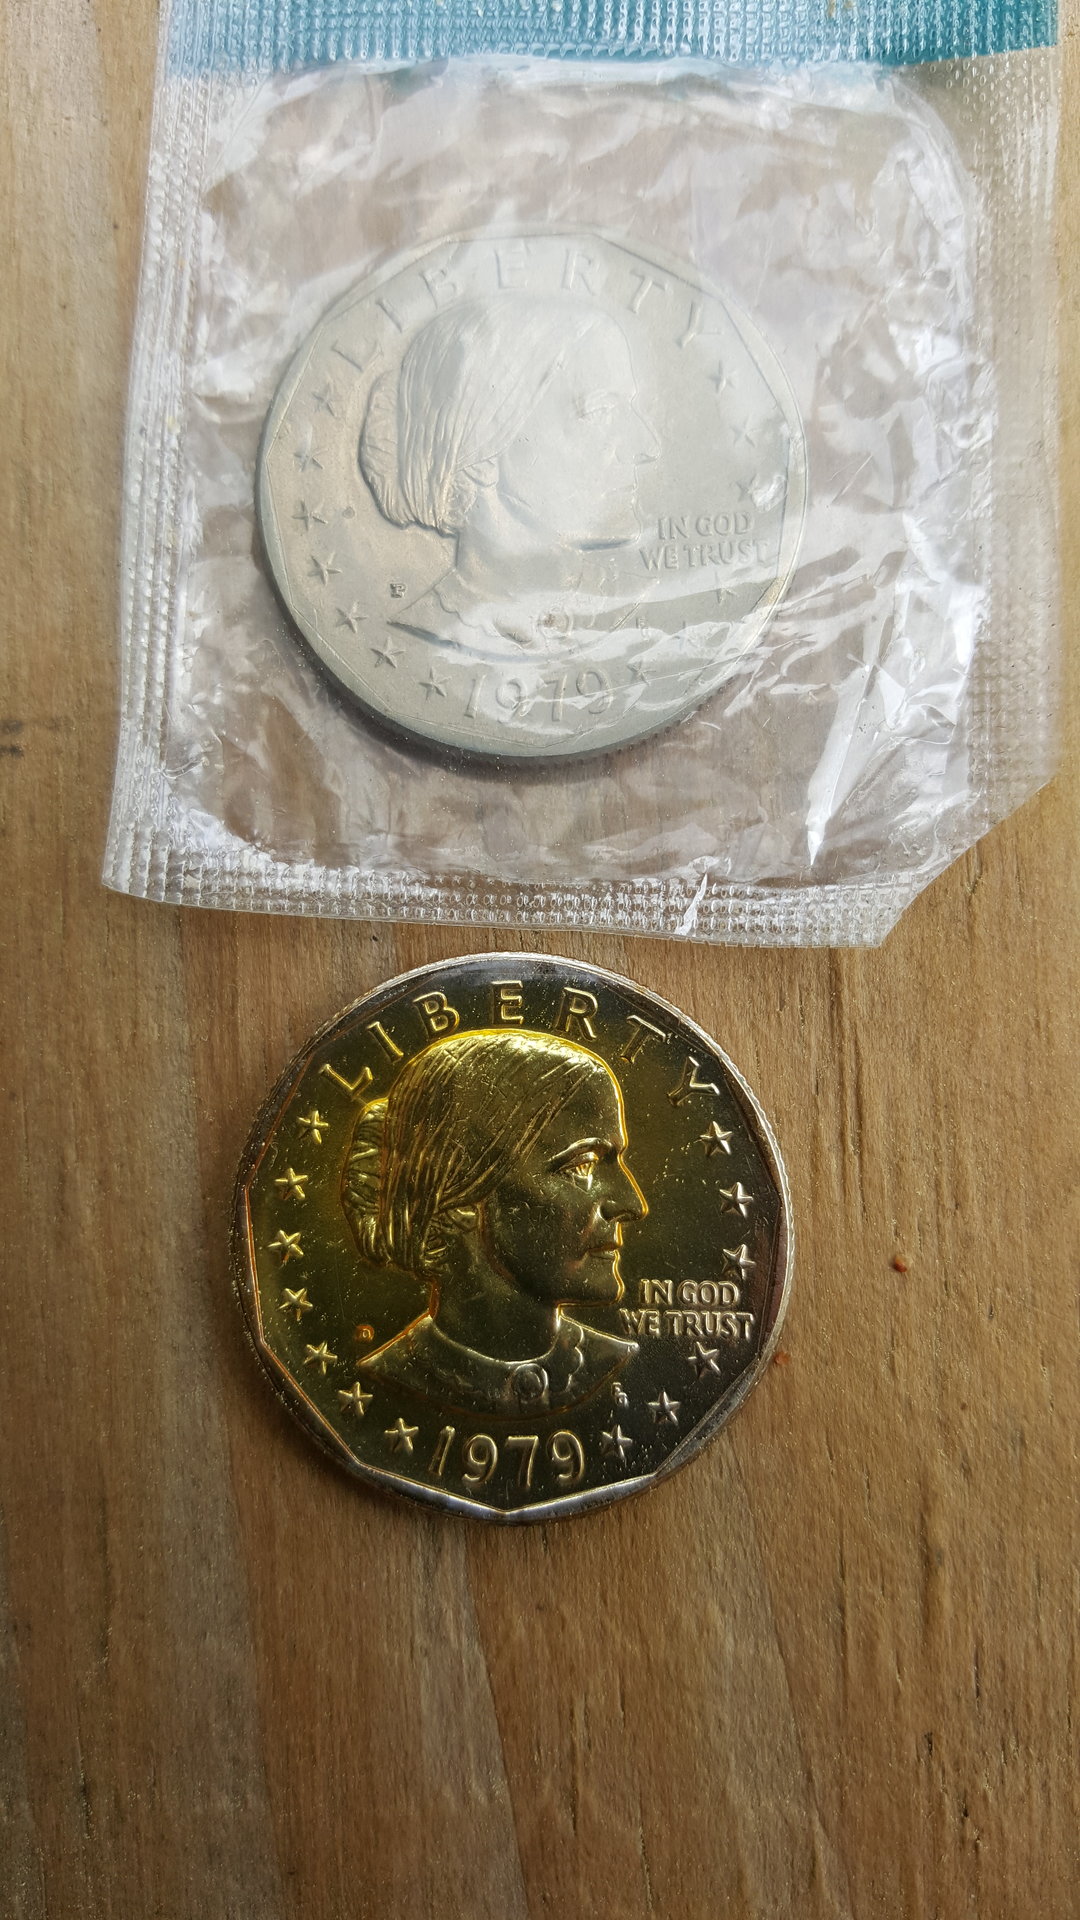 LIBERTY
IN GOD
WE TRUST
P
1979
LIBERTY
IN GOD
WE TRUST
D
1979